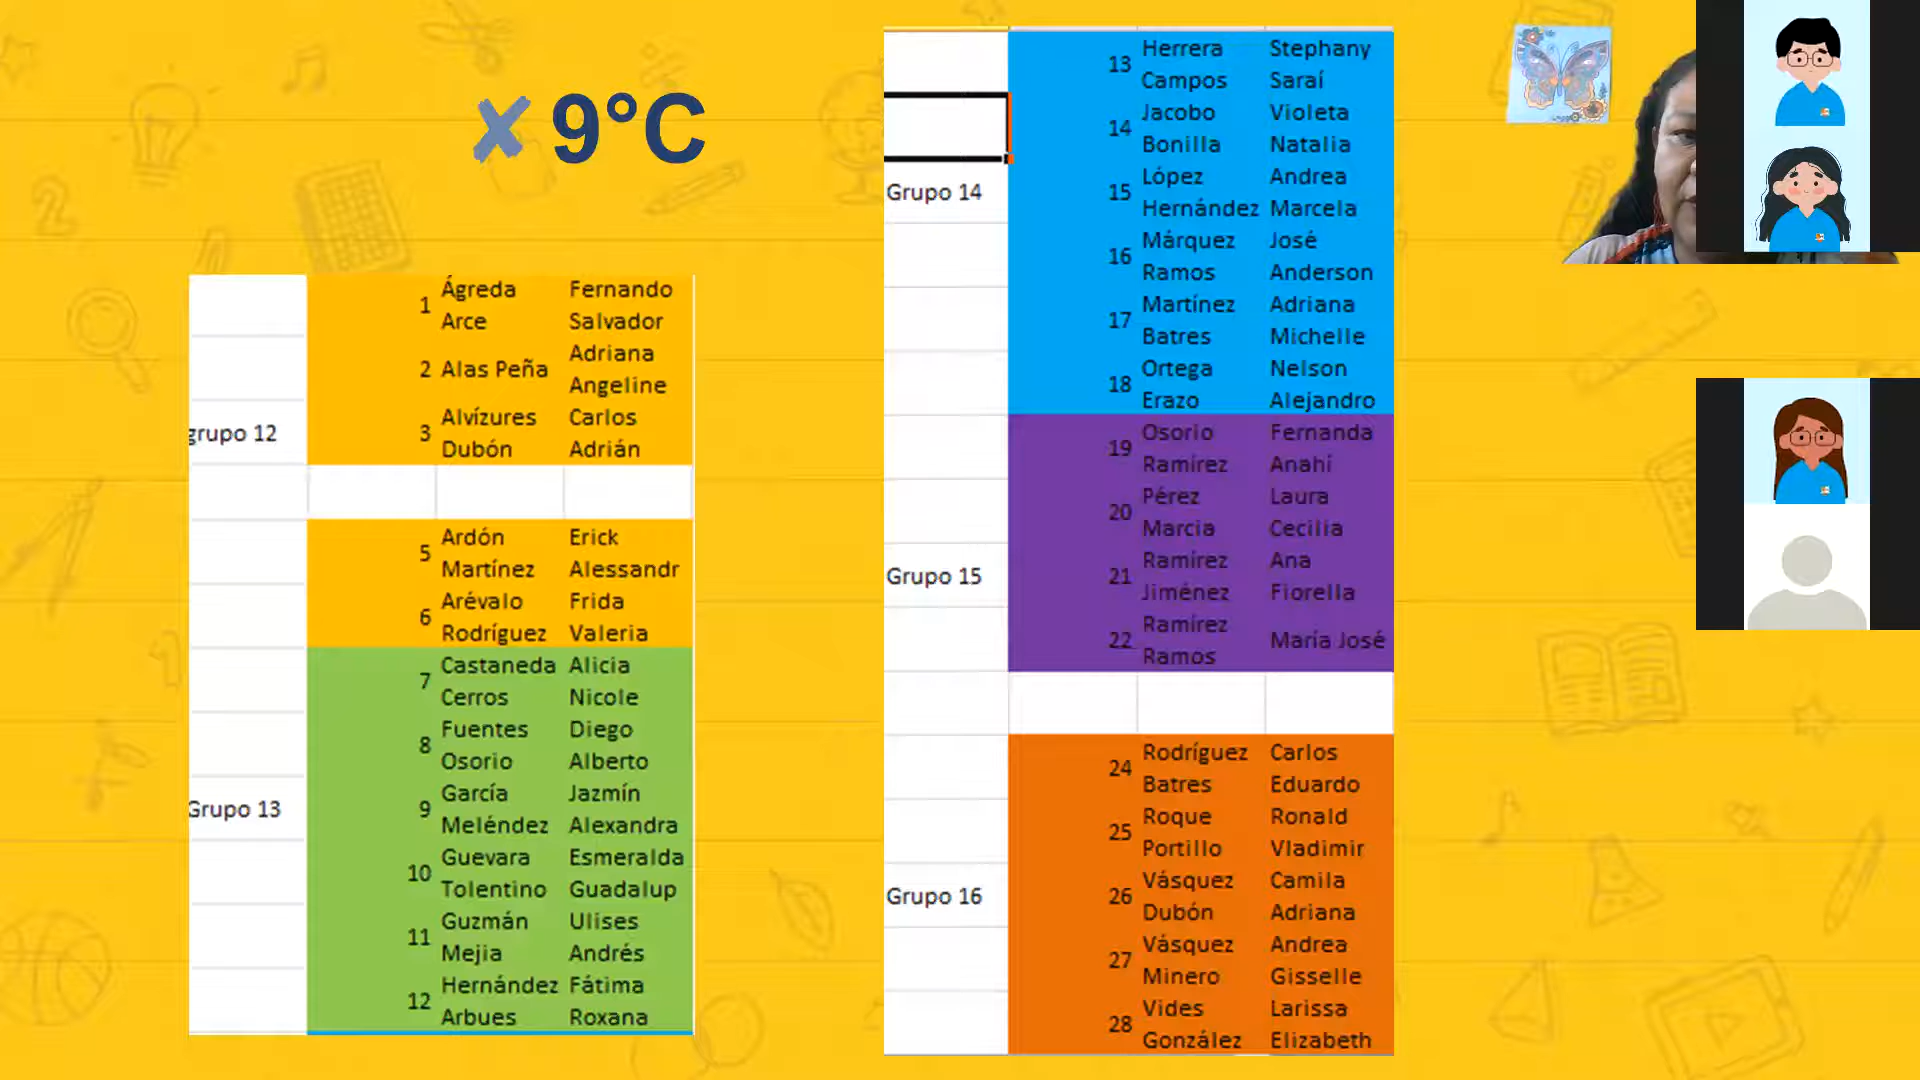 9°C
1 Ágreda Arce Fernando Salvador
2 Alas Peña Adriana Angeline
3 Alvízures Dubón Carlos Adrián
grupo 12
5 Ardón Martínez Erick Alessandr
6 Arévalo Rodríguez Frida Valeria
7 Castaneda Cerros Alicia Nicole
8 Fuentes Osorio Diego Alberto
9 García Meléndez Jazmín Alexandra
Grupo 13
10 Guevara Tolentino Esmeralda Guadalup
11 Guzmán Mejia Ulises Andrés
12 Hernández Arbues Fátima Roxana
13 Herrera Campos Stephany Saraí
14 Jacobo Bonilla Violeta Natalia
Grupo 14
15 López Hernández Andrea Marcela
16 Márquez Ramos José Anderson
17 Martínez Batres Adriana Michelle
18 Ortega Erazo Nelson Alejandro
19 Osorio Ramírez Fernanda Anahí
20 Pérez Marcia Laura Cecilia
Grupo 15
21 Ramírez Jiménez Ana Fiorella
22 Ramírez Ramos María José
24 Rodríguez Batres Carlos Eduardo
25 Roque Portillo Ronald Vladimir
Grupo 16
26 Vásquez Dubón Camila Adriana
27 Vásquez Minero Andrea Gisselle
28 Vides González Larissa Elizabeth